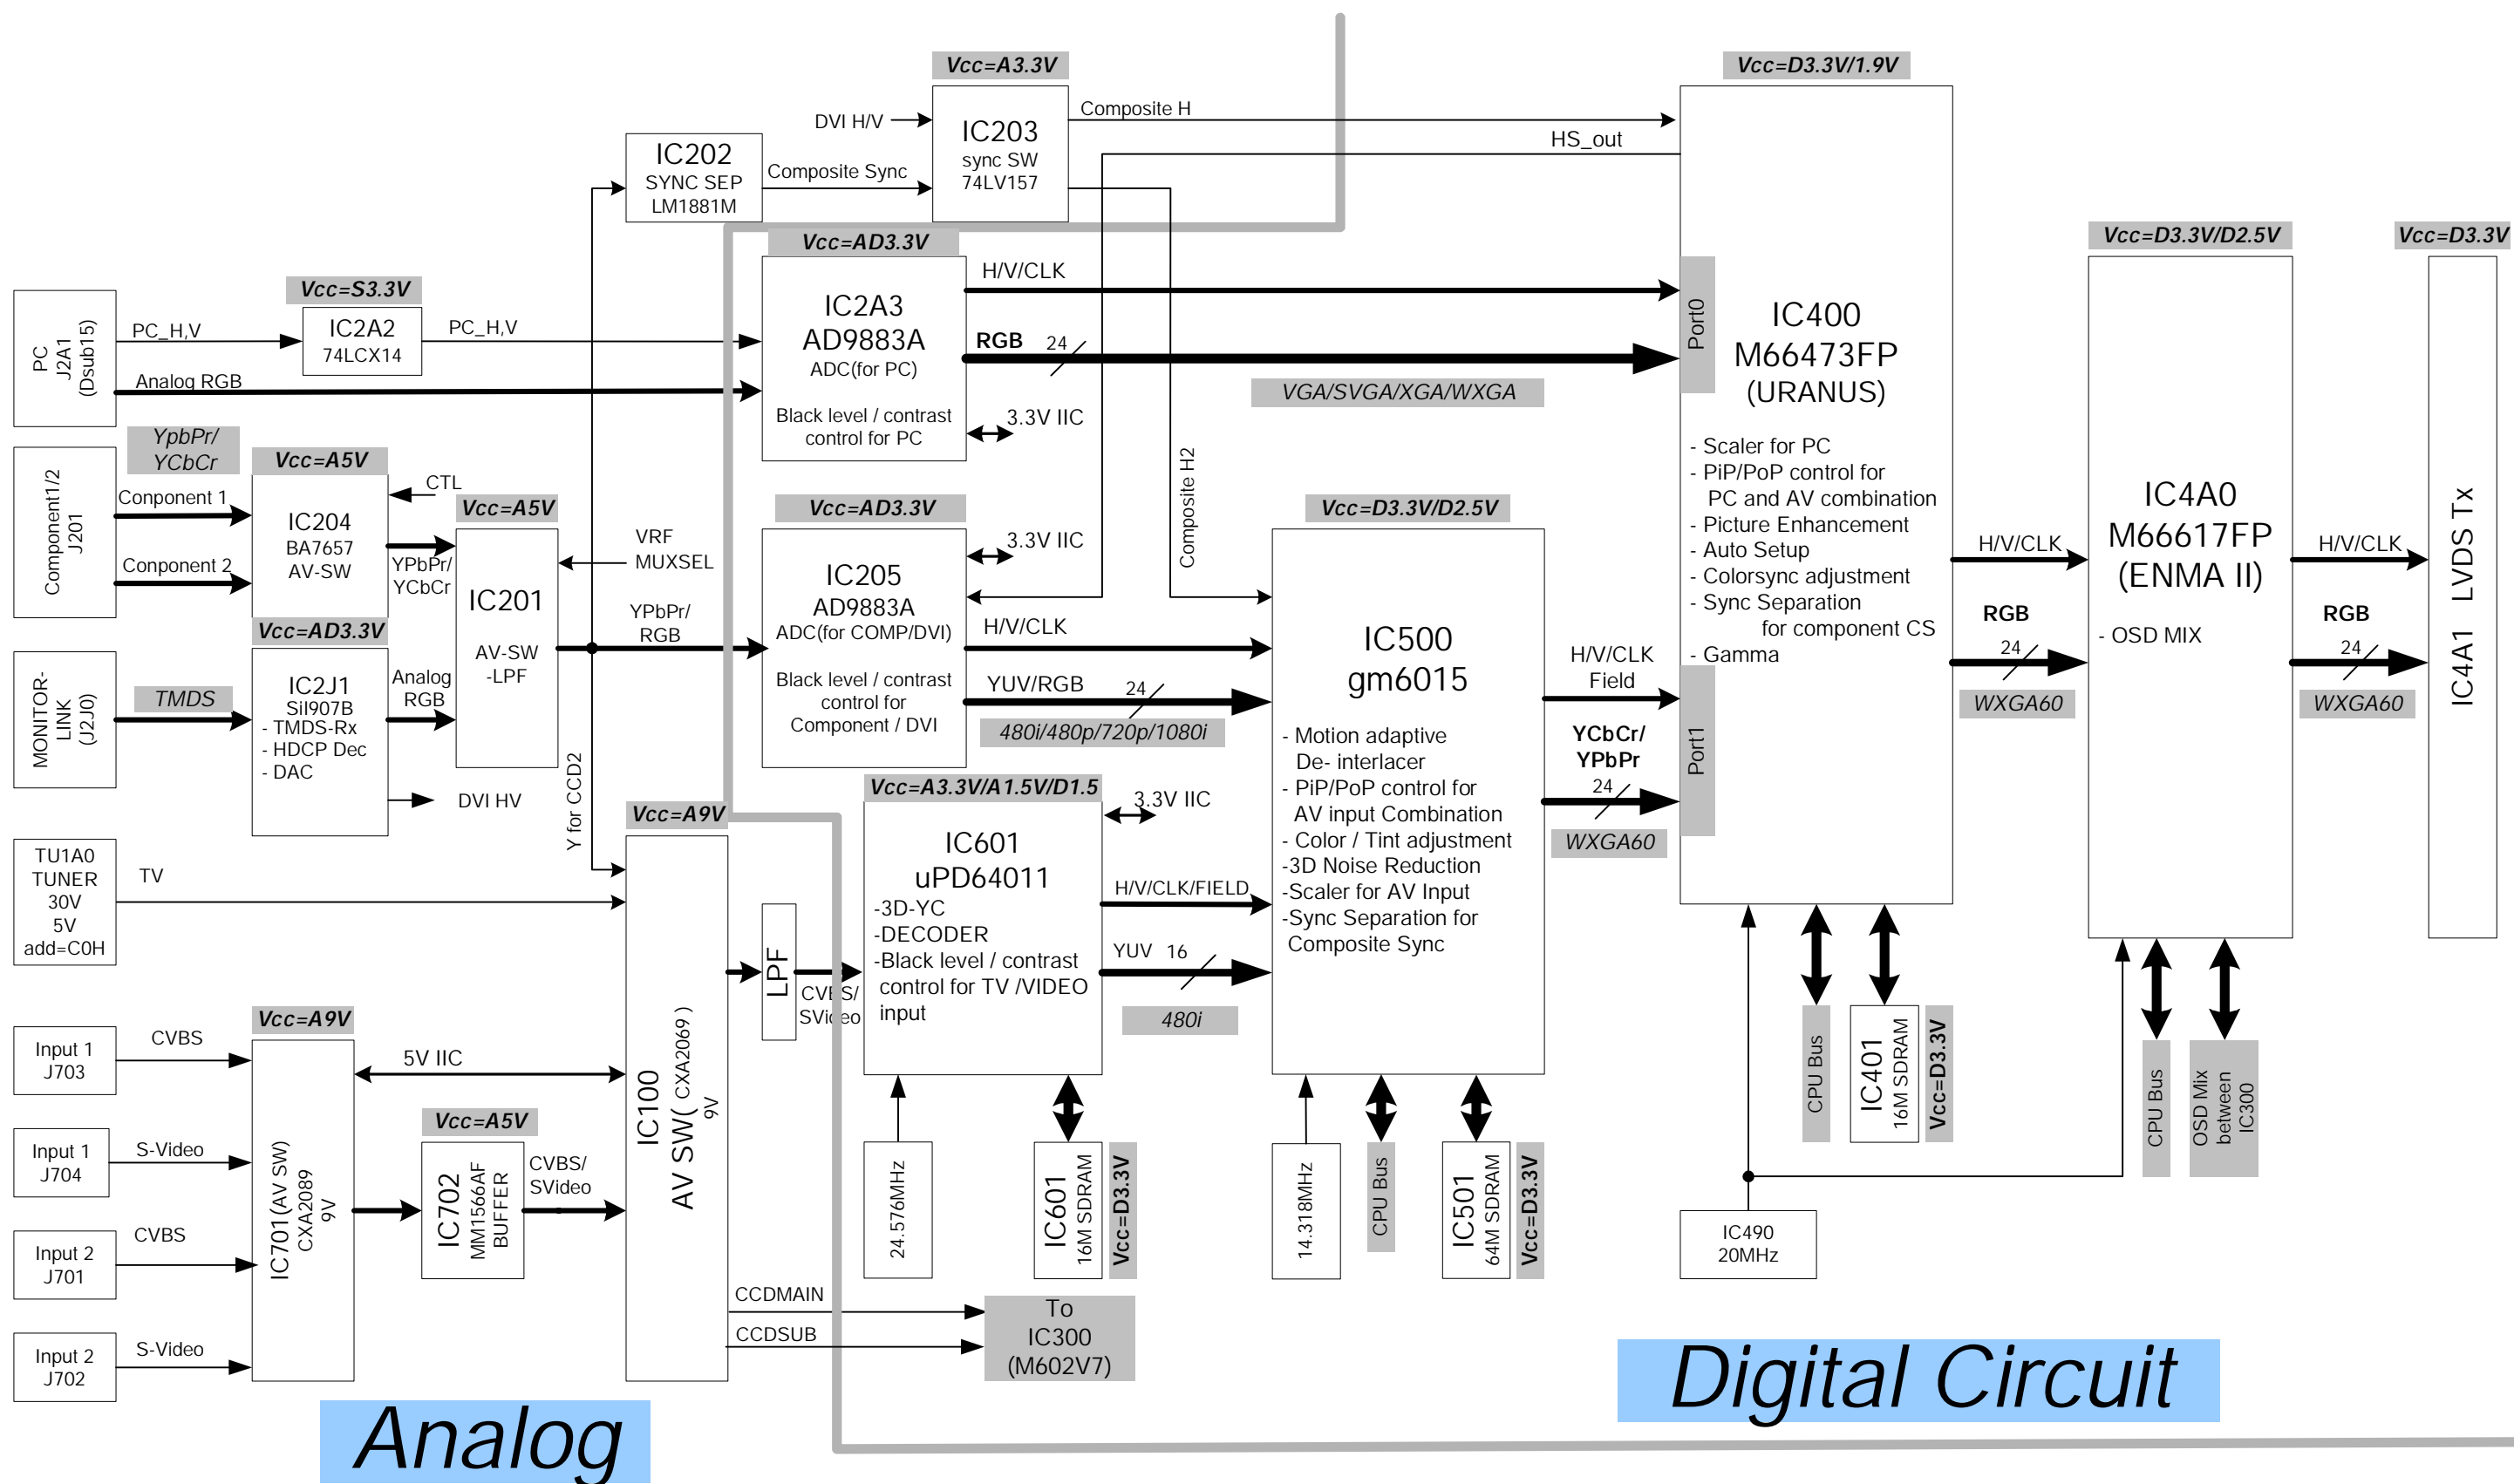 Vcc=A3.3V
Vcc=D3.3V/1.9V
DVI H/V
IC203
sync SW
74LV157
Composite H
HS_out
IC202
SYNC SEP
LM1881M
Composite Sync
Vcc=AD3.3V
Vcc=D3.3V/D2.5V
Vcc=D3.3V
PC
J2A1
(Dsub15)
PC_H,V
Vcc=S3.3V
IC2A2
74LCX14
PC_H,V
Analog RGB
IC2A3
AD9883A
ADC(for PC)
Black level / contrast
control for PC
H/V/CLK
RGB
24
3.3V IIC
VGA/SVGA/XGA/WXGA
Port0
IC400
M66473FP
(URANUS)
- Scaler for PC
- PiP/PoP control for
PC and AV combination
- Picture Enhancement
- Auto Setup
- Colorsync adjustment
- Sync Separation
for component CS
- Gamma
Port1
Component1/2
J201
YpbPr/
YCbCr
Conponent 1
Component 2
Vcc=A5V
IC204
BA7657
AV-SW
CTL
YPbPr/
YCbCr
Vcc=A5V
IC201
AV-SW
-LPF
VRF
MUXSEL
YPbPr/
RGB
Vcc=AD3.3V
IC205
AD9883A
ADC(for COMP/DVI)
Black level / contrast
control for
Component / DVI
3.3V IIC
H/V/CLK
YUV/RGB
24
480i/480p/720p/1080i
Composite H2
Vcc=D3.3V/D2.5V
IC500
gm6015
- Motion adaptive
De- interlacer
- PiP/PoP control for
AV input Combination
- Color / Tint adjustment
-3D Noise Reduction
-Scaler for AV Input
-Sync Separation for
Composite Sync
H/V/CLK
Field
YCbCr/
YPbPr
24
WXGA60
H/V/CLK
RGB
24
WXGA60
IC4A0
M66617FP
(ENMA II)
- OSD MIX
H/V/CLK
RGB
24
WXGA60
IC4A1 LVDS Tx
MONITOR-
LINK
(J2J0)
TMDS
Vcc=AD3.3V
IC2J1
SiI907B
- TMDS-Rx
- HDCP Dec
- DAC
Analog
RGB
DVI HV
Y for CCD2
TU1A0
TUNER
30V
5V
add=C0H
TV
Vcc=A9V
IC100
AV SW( CXA2069 )
9V
LPF
CVBS/
SVideo
Vcc=A3.3V/A1.5V/D1.5
IC601
uPD64011
-3D-YC
-DECODER
-Black level / contrast
control for TV /VIDEO
input
3.3V IIC
H/V/CLK/FIELD
YUV 16
480i
Input 1
J703
CVBS
Input 1
J704
S-Video
Input 2
J701
CVBS
Input 2
J702
S-Video
Vcc=A9V
IC701(AV SW)
CXA2089
9V
5V IIC
Vcc=A5V
IC702
MM1566AF
BUFFER
CVBS/
SVideo
24.576MHz
IC601
16M SDRAM
Vcc=D3.3V
14.318MHz
CPU Bus
IC501
64M SDRAM
Vcc=D3.3V
CPU Bus
IC401
16M SDRAM
Vcc=D3.3V
CPU Bus
OSD Mix
between
IC300
IC490
20MHz
CCDMAIN
CCDSUB
To
IC300
(M602V7)
Analog
Digital Circuit